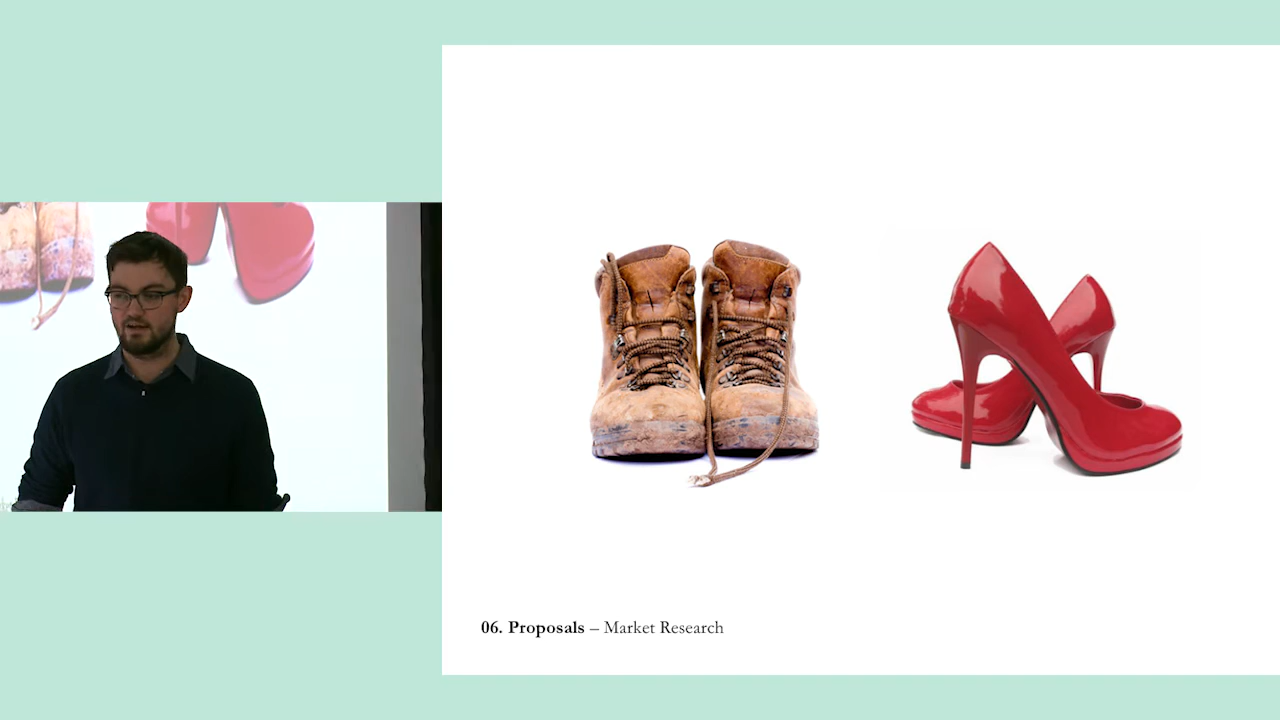 06. Proposals – Market Research